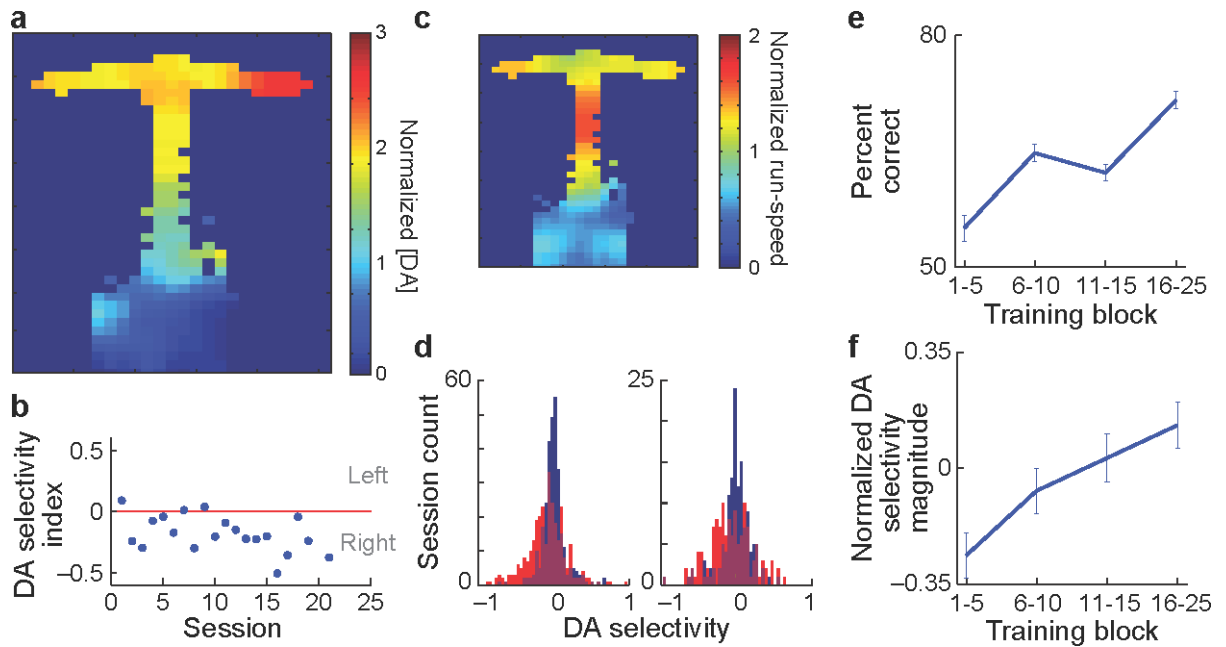 a
3
2
1
0
Normalized [DA]
b
0.5
0
–0.5
DA selectivity
index
Left
Right
0
5
10
15
20
25
Session
c
2
1
0
Normalized run-speed
d
60
0
25
0
Session count
–1
0
1
–1
0
1
DA selectivity
e
80
50
Percent
correct
1-5
6-10
11-15
16-25
Training block
f
0.35
0
–0.35
Normalized DA
selectivity
magnitude
1-5
6-10
11-15
16-25
Training block